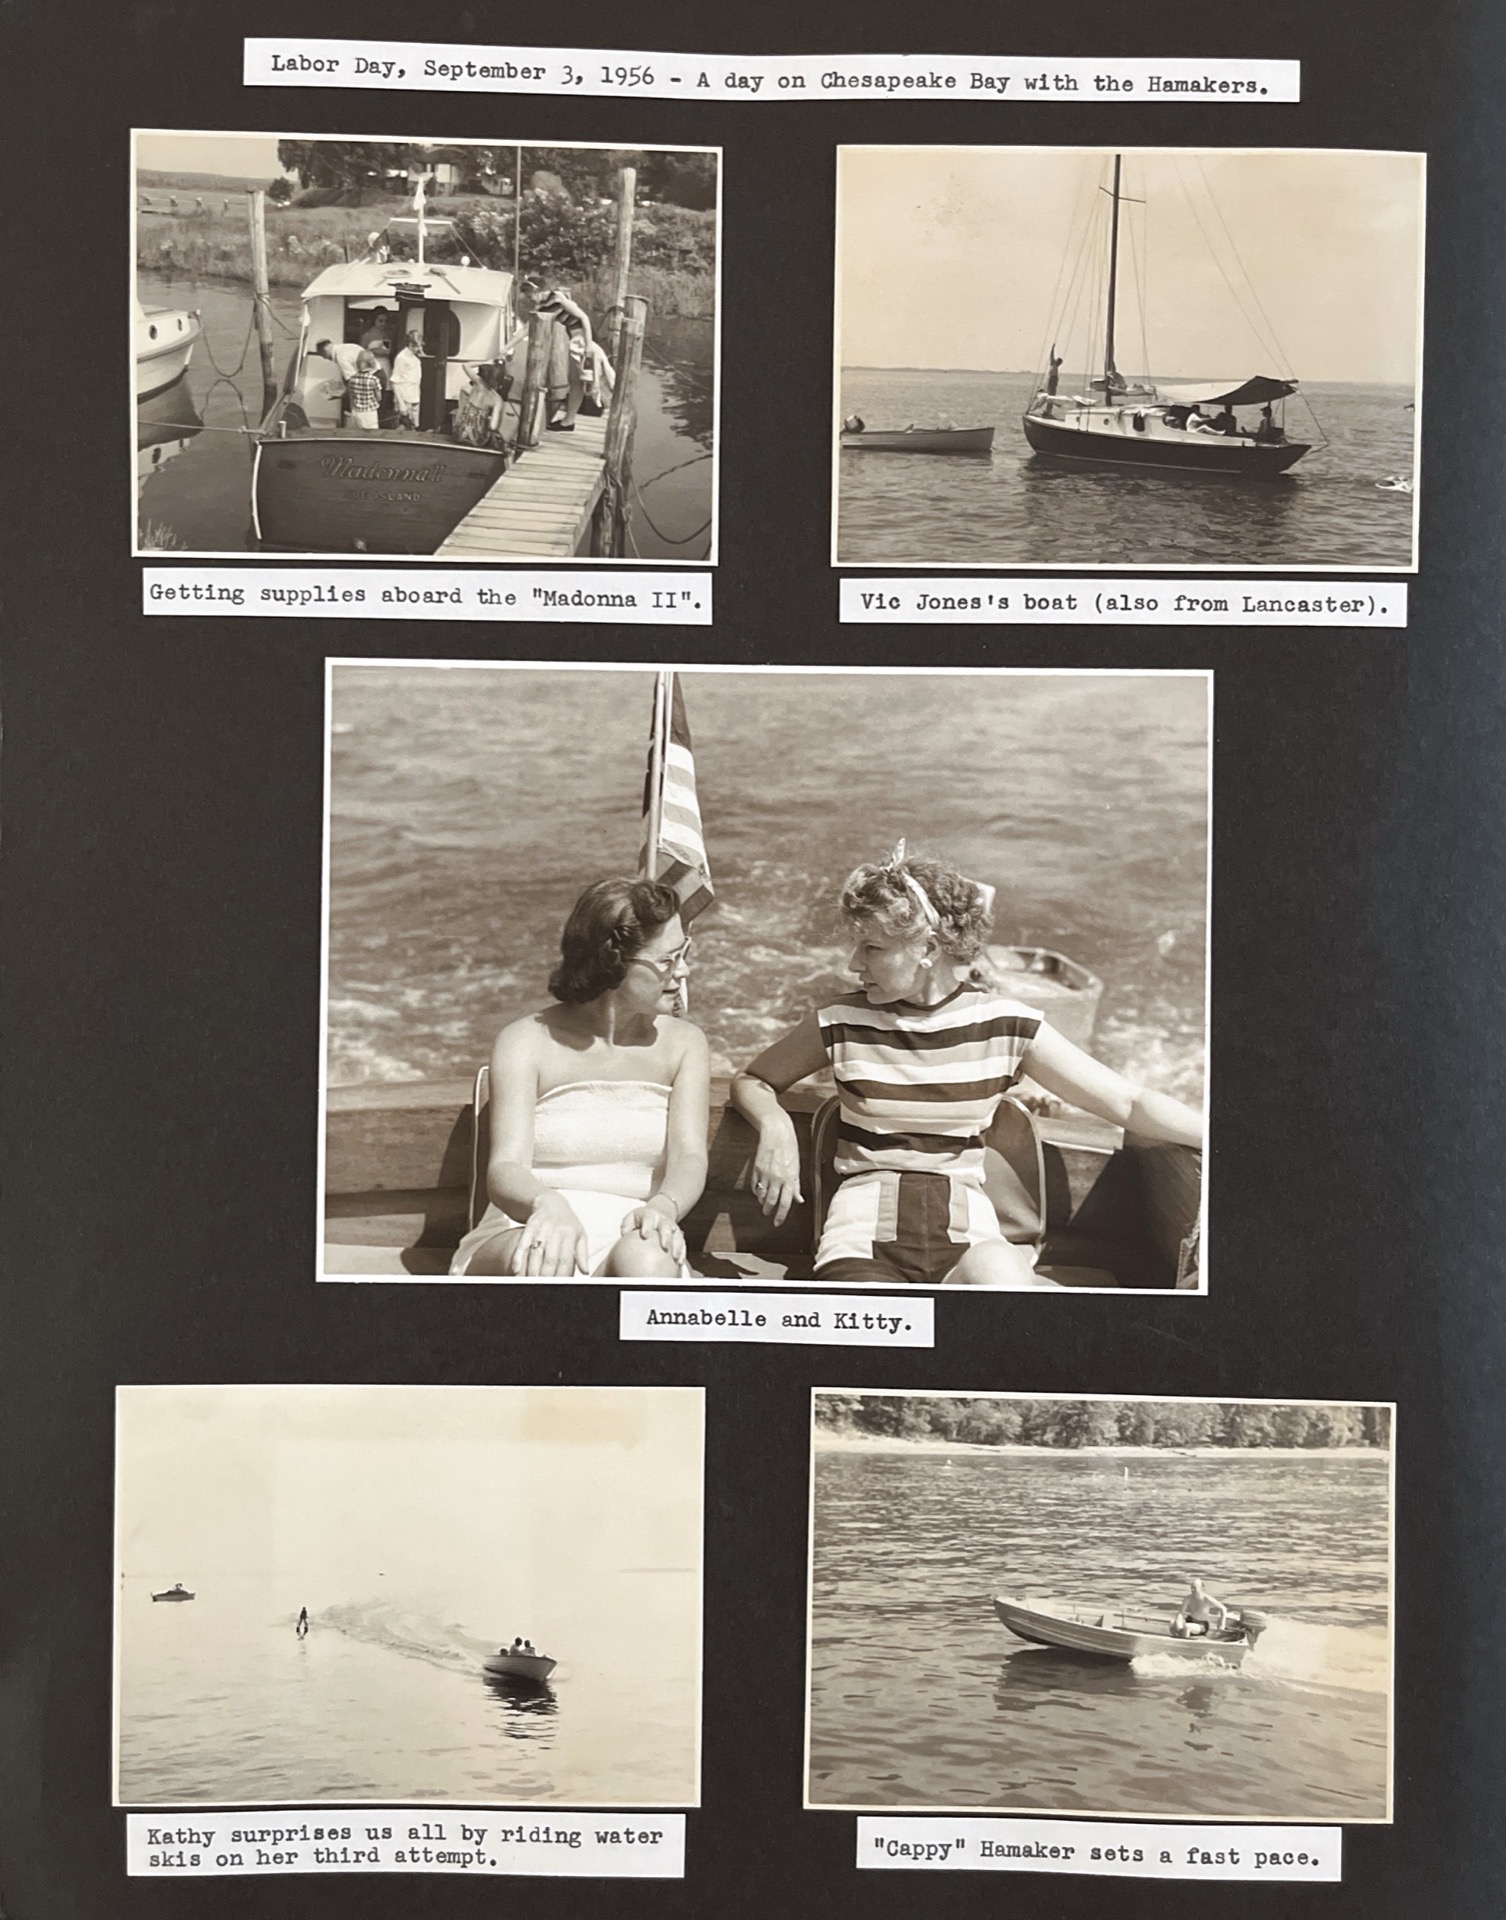 Labor Day, September 3, 1956 - A day on Chesapeake Bay with the Hamakers.
Madonna II
ISLAND
Getting supplies aboard the "Madonna II".
Vic Jones's boat (also from Lancaster).
Annabelle and Kitty.
Kathy surprises us all by riding water
skis on her third attempt.
"Cappy" Hamaker sets a fast pace.